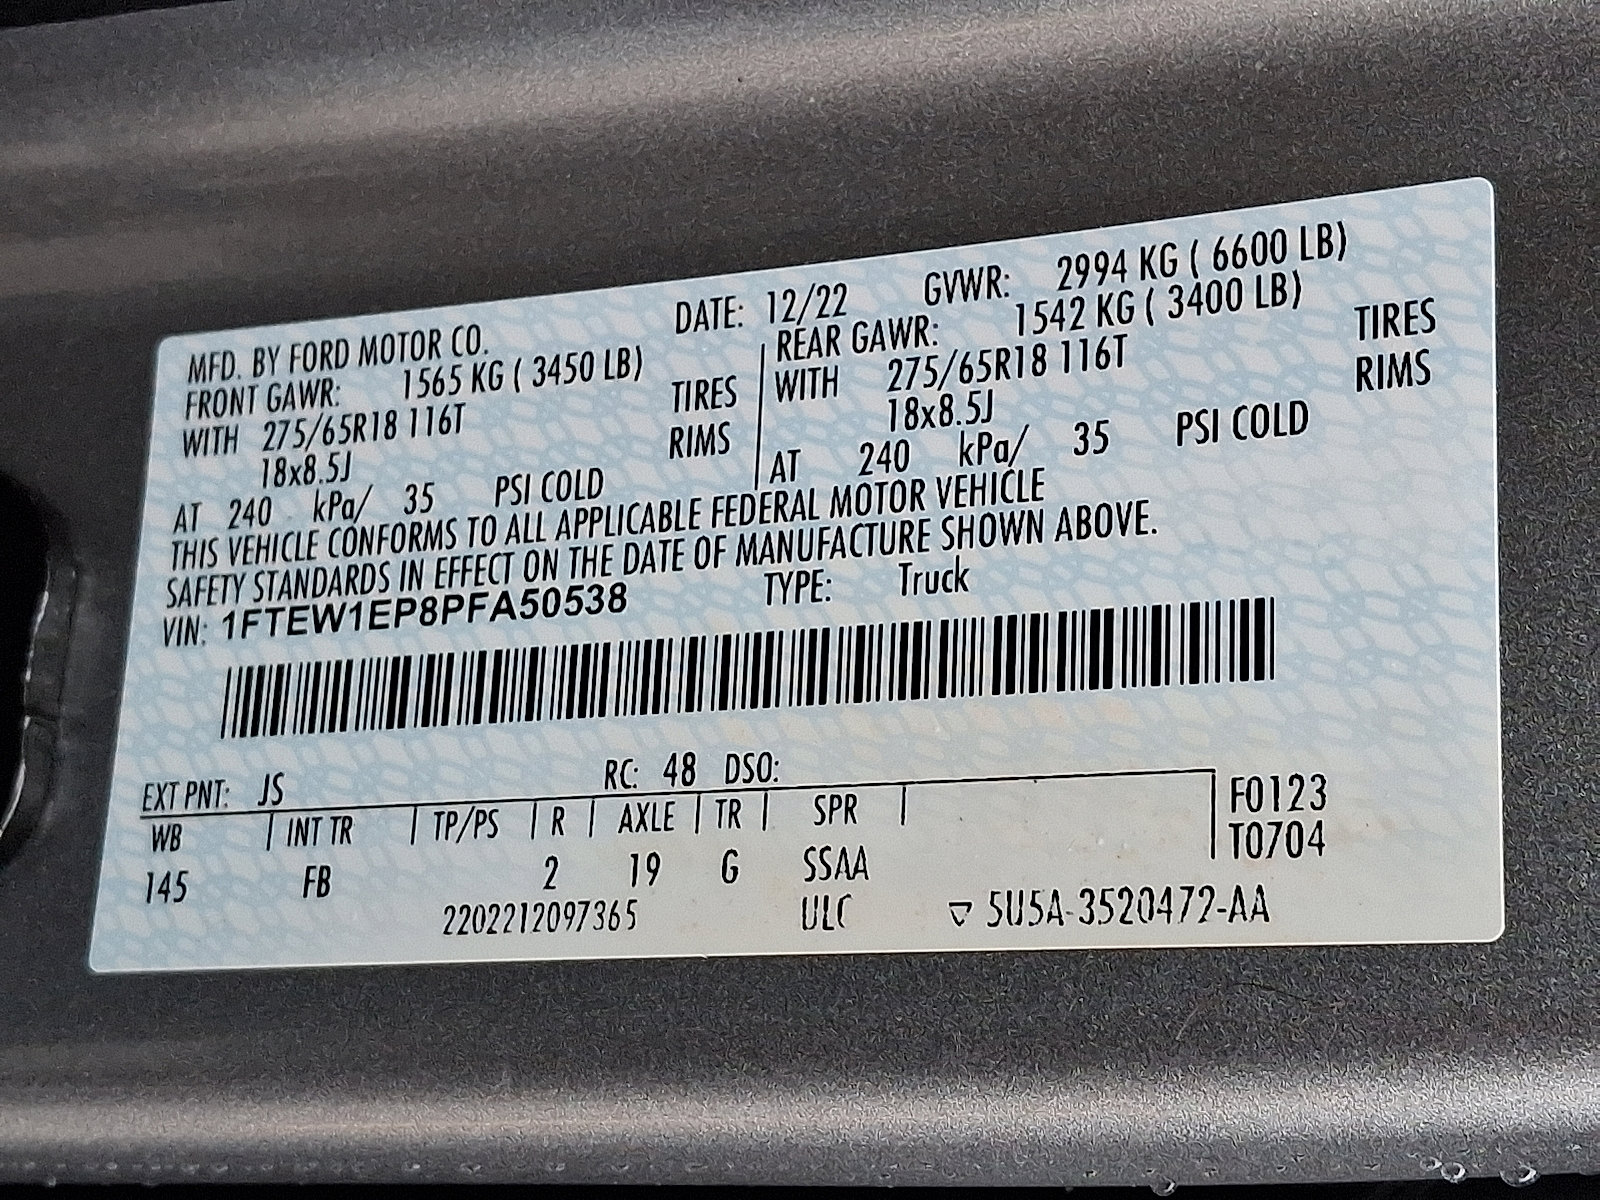 MFD. BY FORD MOTOR CO. DATE: 12/22 GVWR: 2994 KG ( 6600 LB)
FRONT GAWR: 1565 KG ( 3450 LB) REAR GAWR: 1542 KG ( 3400 LB)
WITH 275/65R18 116T TIRES WITH 275/65R18 116T TIRES
18x8.5J RIMS 18x8.5J RIMS
AT 240 kPa/ 35 PSI COLD AT 240 kPa/ 35 PSI COLD
THIS VEHICLE CONFORMS TO ALL APPLICABLE FEDERAL MOTOR VEHICLE
SAFETY STANDARDS IN EFFECT ON THE DATE OF MANUFACTURE SHOWN ABOVE.
VIN: 1FTEW1EP8PFA50538 TYPE: Truck
EXT PNT: JS RC: 48 DSO: F0123
WB INT TR TP/PS R AXLE TR SPR T0704
145 FB 2 19 G SSAA
2202212097365 ULC 5U5A-3520472-AA